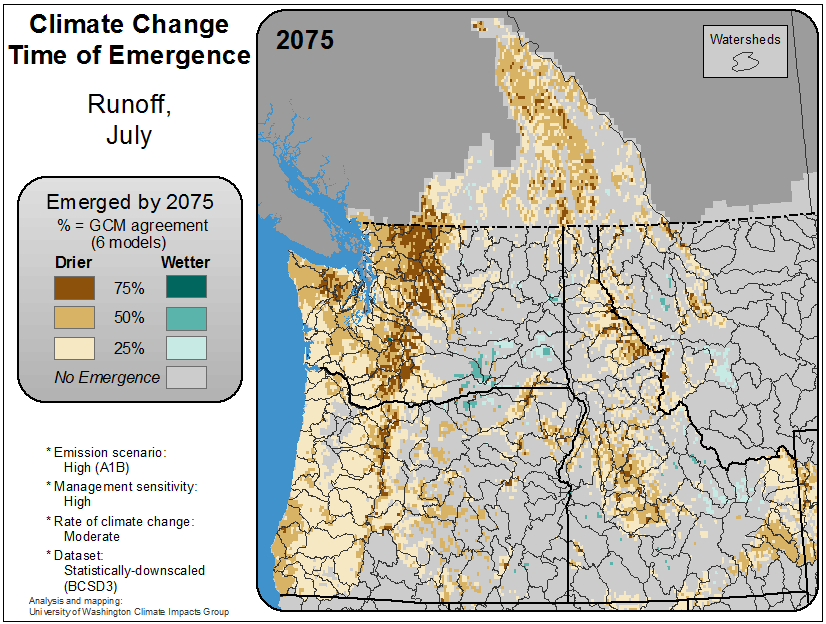 Climate Change
Time of Emergence
Runoff,
July
Emerged by 2075
% = GCM agreement
(6 models)
Drier Wetter
75%
50%
25%
No Emergence
* Emission scenario:
High (A1B)
* Management sensitivity:
High
* Rate of climate change:
Moderate
* Dataset:
Statistically-downscaled
(BCSD3)
Analysis and mapping:
University of Washington Climate Impacts Group
2075
Watersheds